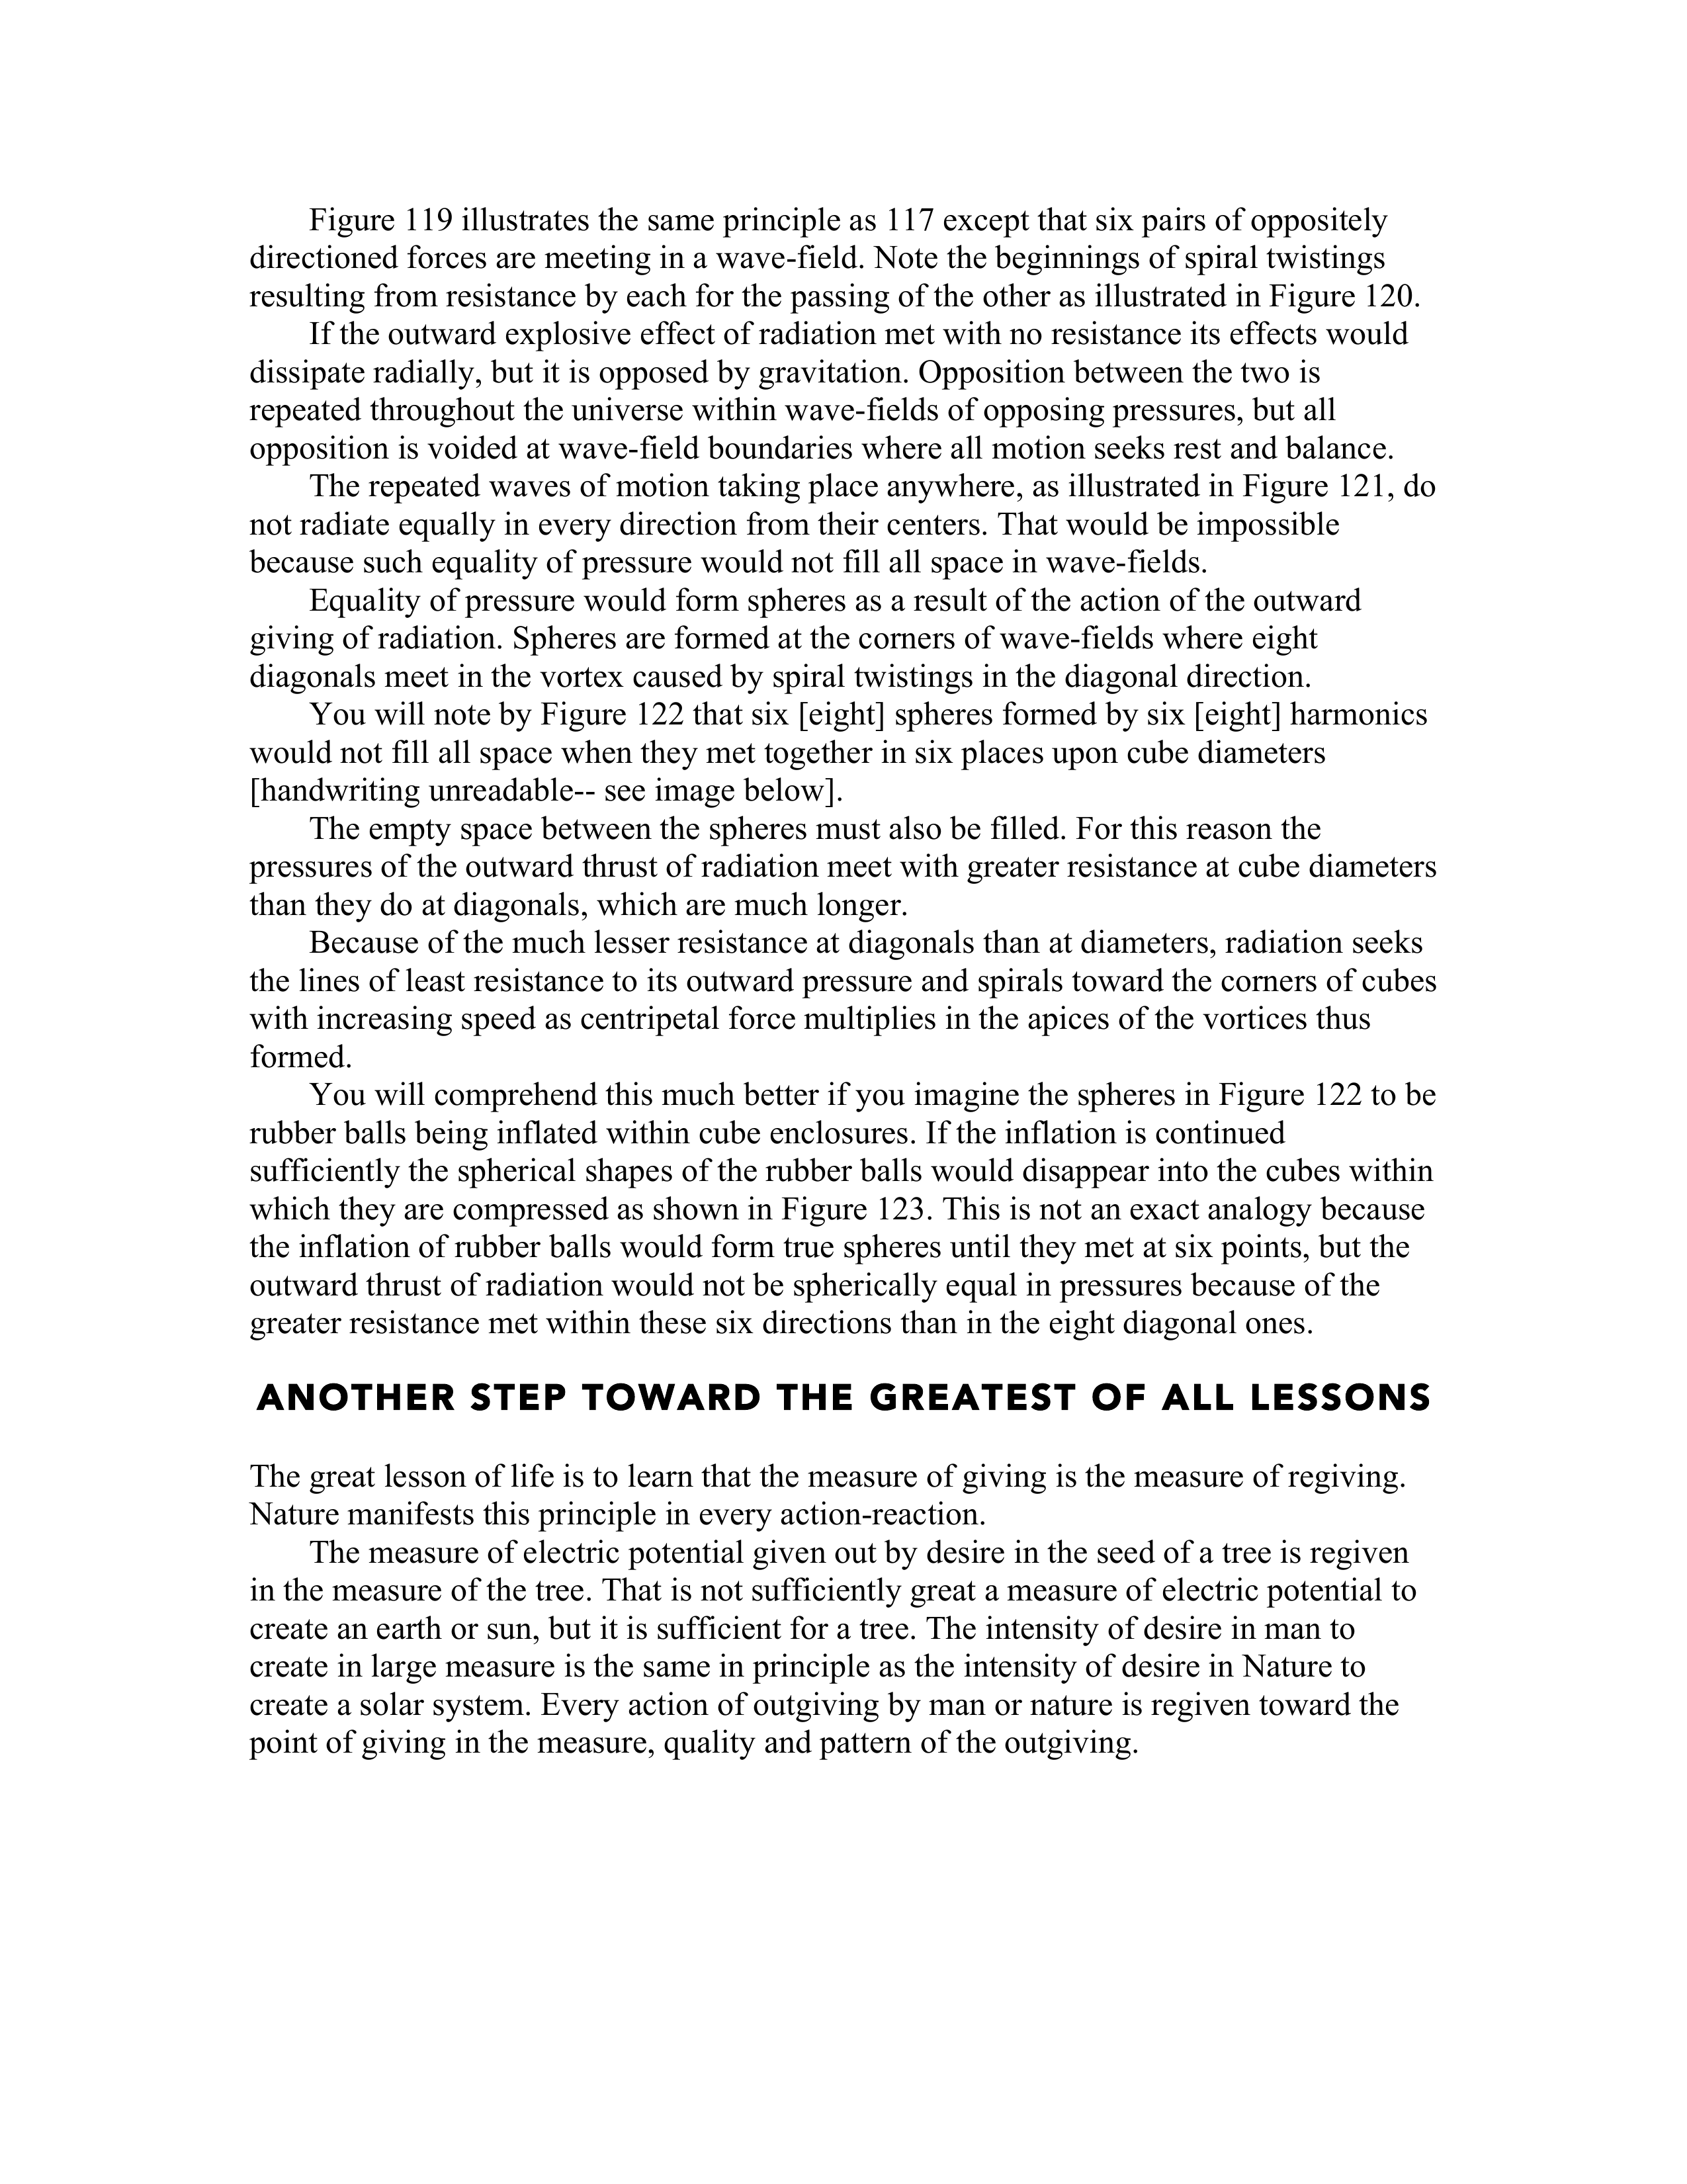 Figure 119 illustrates the same principle as 117 except that six pairs of oppositely
directioned forces are meeting in a wave-field. Note the beginnings of spiral twistings
resulting from resistance by each for the passing of the other as illustrated in Figure 120.
If the outward explosive effect of radiation met with no resistance its effects would
dissipate radially, but it is opposed by gravitation. Opposition between the two is
repeated throughout the universe within wave-fields of opposing pressures, but all
opposition is voided at wave-field boundaries where all motion seeks rest and balance.
The repeated waves of motion taking place anywhere, as illustrated in Figure 121, do
not radiate equally in every direction from their centers. That would be impossible
because such equality of pressure would not fill all space in wave-fields.
Equality of pressure would form spheres as a result of the action of the outward
giving of radiation. Spheres are formed at the corners of wave-fields where eight
diagonals meet in the vortex caused by spiral twistings in the diagonal direction.
You will note by Figure 122 that six [eight] spheres formed by six [eight] harmonics
would not fill all space when they met together in six places upon cube diameters
[handwriting unreadable-- see image below].
The empty space between the spheres must also be filled. For this reason the
pressures of the outward thrust of radiation meet with greater resistance at cube diameters
than they do at diagonals, which are much longer.
Because of the much lesser resistance at diagonals than at diameters, radiation seeks
the lines of least resistance to its outward pressure and spirals toward the corners of cubes
with increasing speed as centripetal force multiplies in the apices of the vortices thus
formed.
You will comprehend this much better if you imagine the spheres in Figure 122 to be
rubber balls being inflated within cube enclosures. If the inflation is continued
sufficiently the spherical shapes of the rubber balls would disappear into the cubes within
which they are compressed as shown in Figure 123. This is not an exact analogy because
the inflation of rubber balls would form true spheres until they met at six points, but the
outward thrust of radiation would not be spherically equal in pressures because of the
greater resistance met within these six directions than in the eight diagonal ones.
ANOTHER STEP TOWARD THE GREATEST OF ALL LESSONS
The great lesson of life is to learn that the measure of giving is the measure of regiving.
Nature manifests this principle in every action-reaction.
The measure of electric potential given out by desire in the seed of a tree is regiven
in the measure of the tree. That is not sufficiently great a measure of electric potential to
create an earth or sun, but it is sufficient for a tree. The intensity of desire in man to
create in large measure is the same in principle as the intensity of desire in Nature to
create a solar system. Every action of outgiving by man or nature is regiven toward the
point of giving in the measure, quality and pattern of the outgiving.